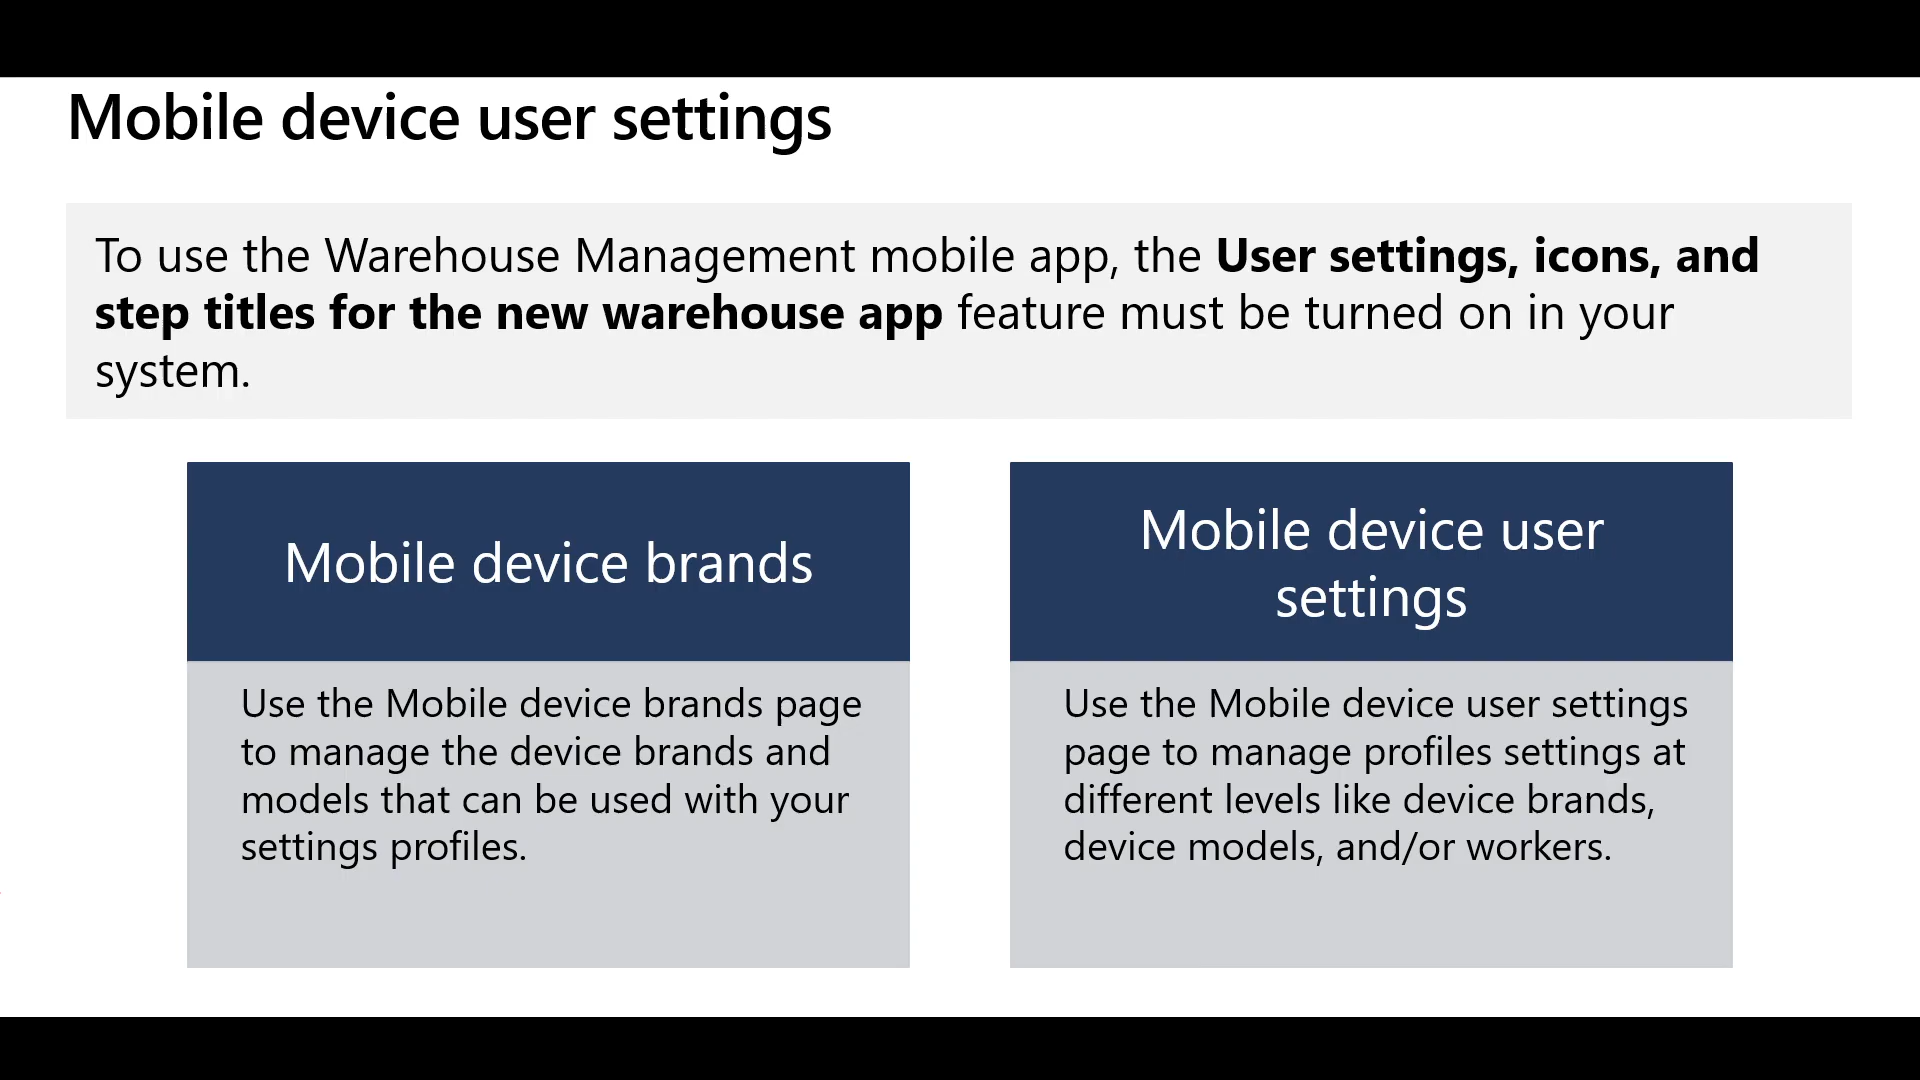 Mobile device user settings
To use the Warehouse Management mobile app, the User settings, icons, and
step titles for the new warehouse app feature must be turned on in your
system.
Mobile device brands
Use the Mobile device brands page
to manage the device brands and
models that can be used with your
settings profiles.
Mobile device user
settings
Use the Mobile device user settings
page to manage profiles settings at
different levels like device brands,
device models, and/or workers.